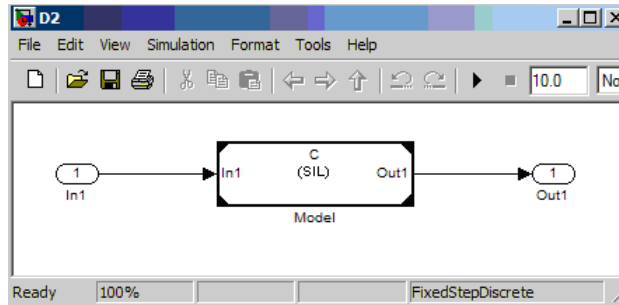 D2
File Edit View Simulation Format Tools Help
10.0 No
1
In1
C
(SIL)
In1 Out1
Model
1
Out1
Ready 100% FixedStepDiscrete